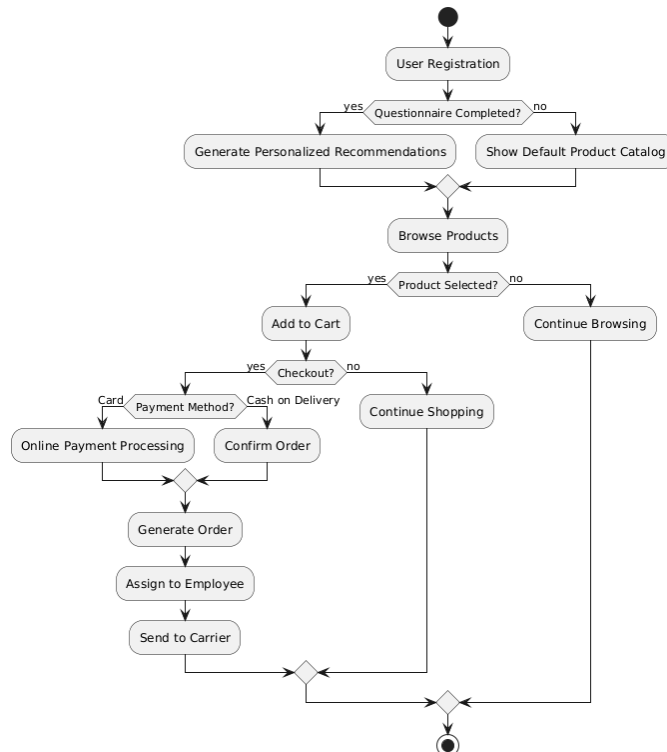 User Registration
yes
Questionnaire Completed?
no
Generate Personalized Recommendations
Show Default Product Catalog
Browse Products
yes
Product Selected?
no
Add to Cart
Continue Browsing
yes
Checkout?
no
Card
Payment Method?
Cash on Delivery
Continue Shopping
Online Payment Processing
Confirm Order
Generate Order
Assign to Employee
Send to Carrier